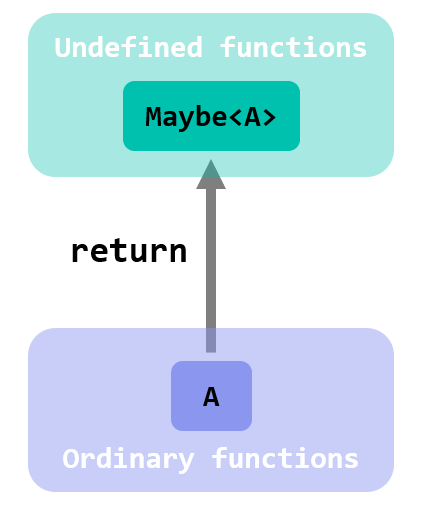 Undefined functions
Maybe<A>
return
A
Ordinary functions